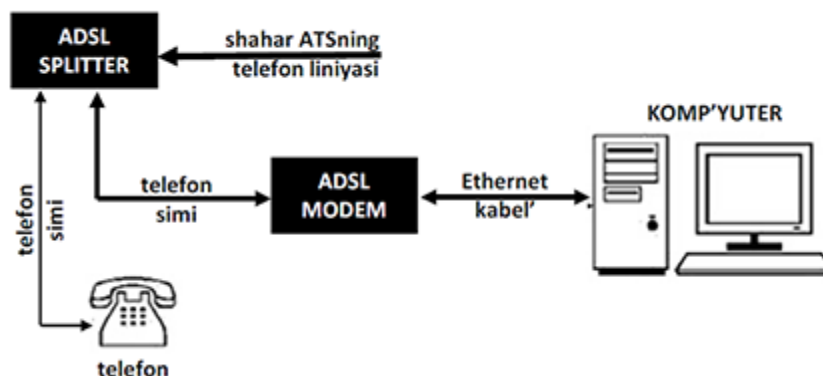 ADSL
SPLITTER
shahar ATSning
telefon liniyasi
KOMP'YUTER
telefon
simi
ADSL
MODEM
Ethernet
kabel'
telefon
simi
telefon